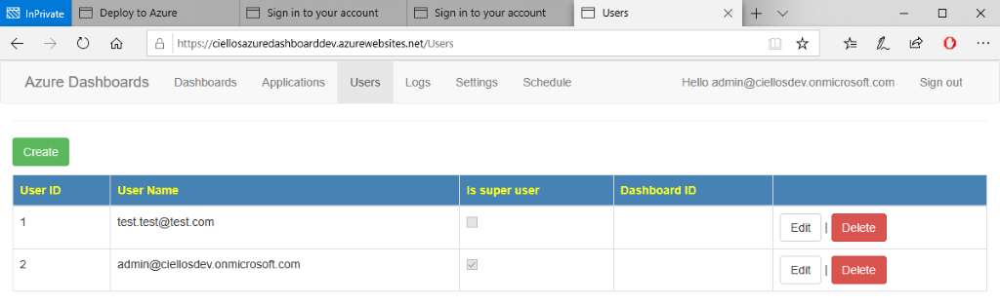 InPrivate Deploy to Azure Sign in to your account Sign in to your account Users
https://ciellosazuredashboarddev.azurewebsites.net/Users
Azure Dashboards Dashboards Applications Users Logs Settings Schedule Hello admin@ciellosdev.onmicrosoft.com Sign out
Create
User ID User Name Is super user Dashboard ID
1 test.test@test.com Edit | Delete
2 admin@ciellosdev.onmicrosoft.com Edit | Delete